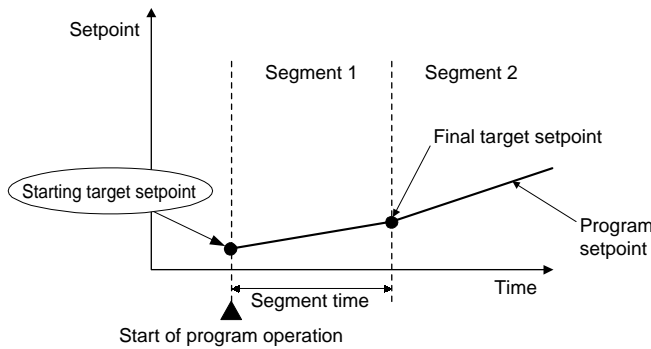 Setpoint
Segment 1
Segment 2
Final target setpoint
Starting target setpoint
Program
setpoint
Time
Segment time
Start of program operation